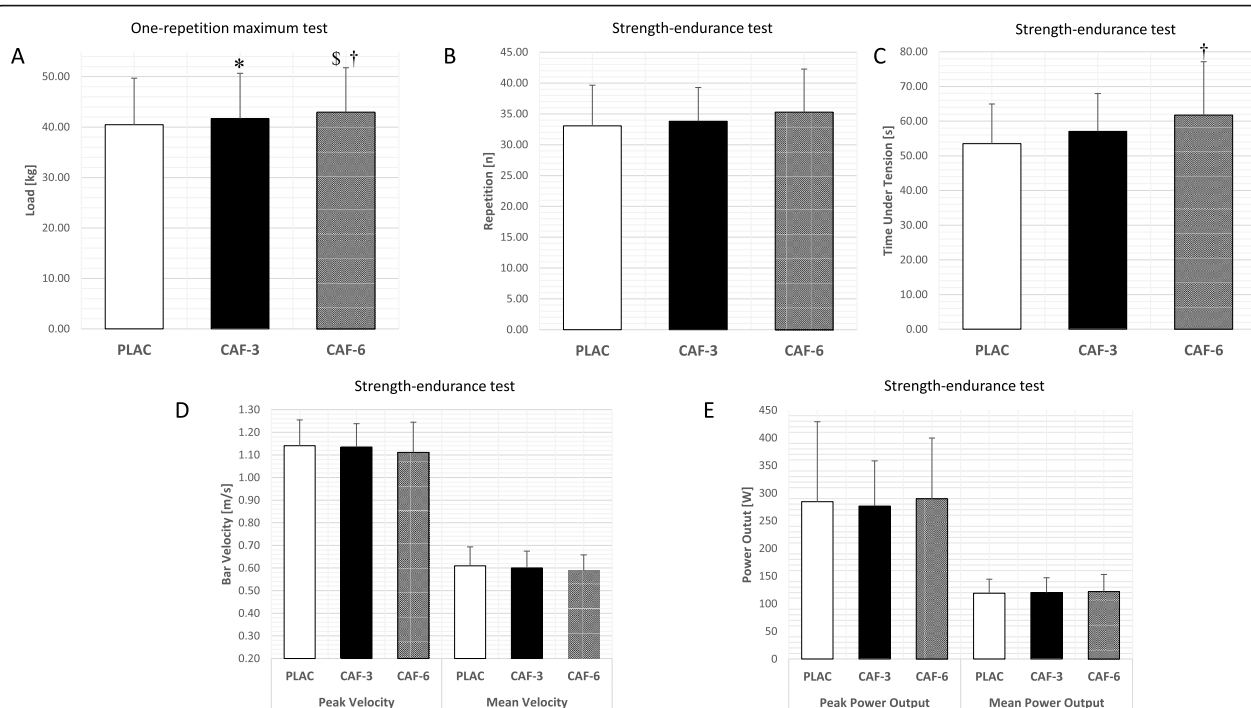 One-repetition maximum test
A
* $ †
50.00
40.00
30.00
20.00
10.00
0.00
Load [kg]
PLAC CAF-3 CAF-6
Strength-endurance test
B
45.00
40.00
35.00
30.00
25.00
20.00
15.00
10.00
5.00
0.00
Repetition [n]
PLAC CAF-3 CAF-6
Strength-endurance test
C
†
80.00
70.00
60.00
50.00
40.00
30.00
20.00
10.00
0.00
Time Under Tension [s]
PLAC CAF-3 CAF-6
Strength-endurance test
D
1.30
1.20
1.10
1.00
0.90
0.80
0.70
0.60
0.50
0.40
0.30
0.20
Bar Velocity [m/s]
PLAC CAF-3 CAF-6 PLAC CAF-3 CAF-6
Peak Velocity Mean Velocity
Strength-endurance test
E
450
400
350
300
250
200
150
100
50
0
Power Outut [W]
PLAC CAF-3 CAF-6 PLAC CAF-3 CAF-6
Peak Power Output Mean Power Output